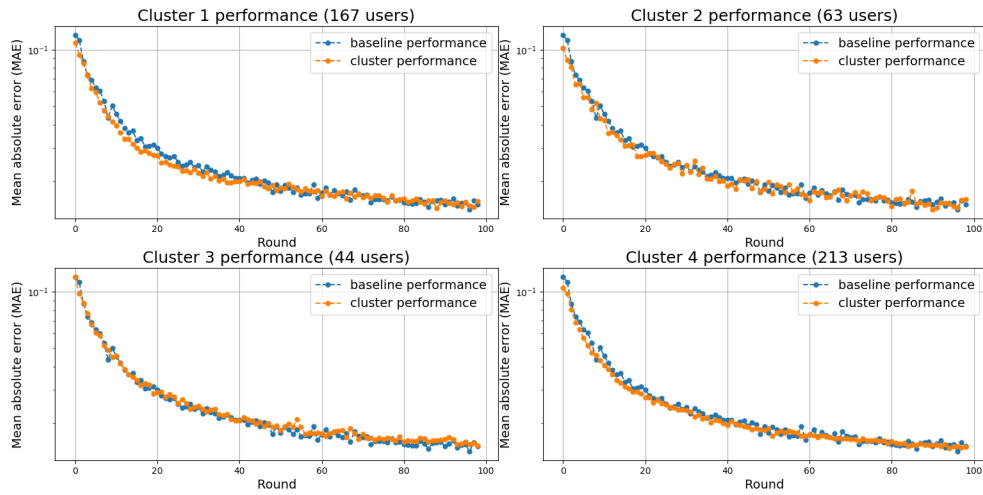 Cluster 1 performance (167 users)
Mean absolute error (MAE)
10⁻¹
baseline performance
cluster performance
0 20 40 60 80 100
Round
Cluster 2 performance (63 users)
Mean absolute error (MAE)
10⁻¹
baseline performance
cluster performance
0 20 40 60 80 100
Round
Cluster 3 performance (44 users)
Mean absolute error (MAE)
10⁻¹
baseline performance
cluster performance
0 20 40 60 80 100
Round
Cluster 4 performance (213 users)
Mean absolute error (MAE)
10⁻¹
baseline performance
cluster performance
0 20 40 60 80 100
Round